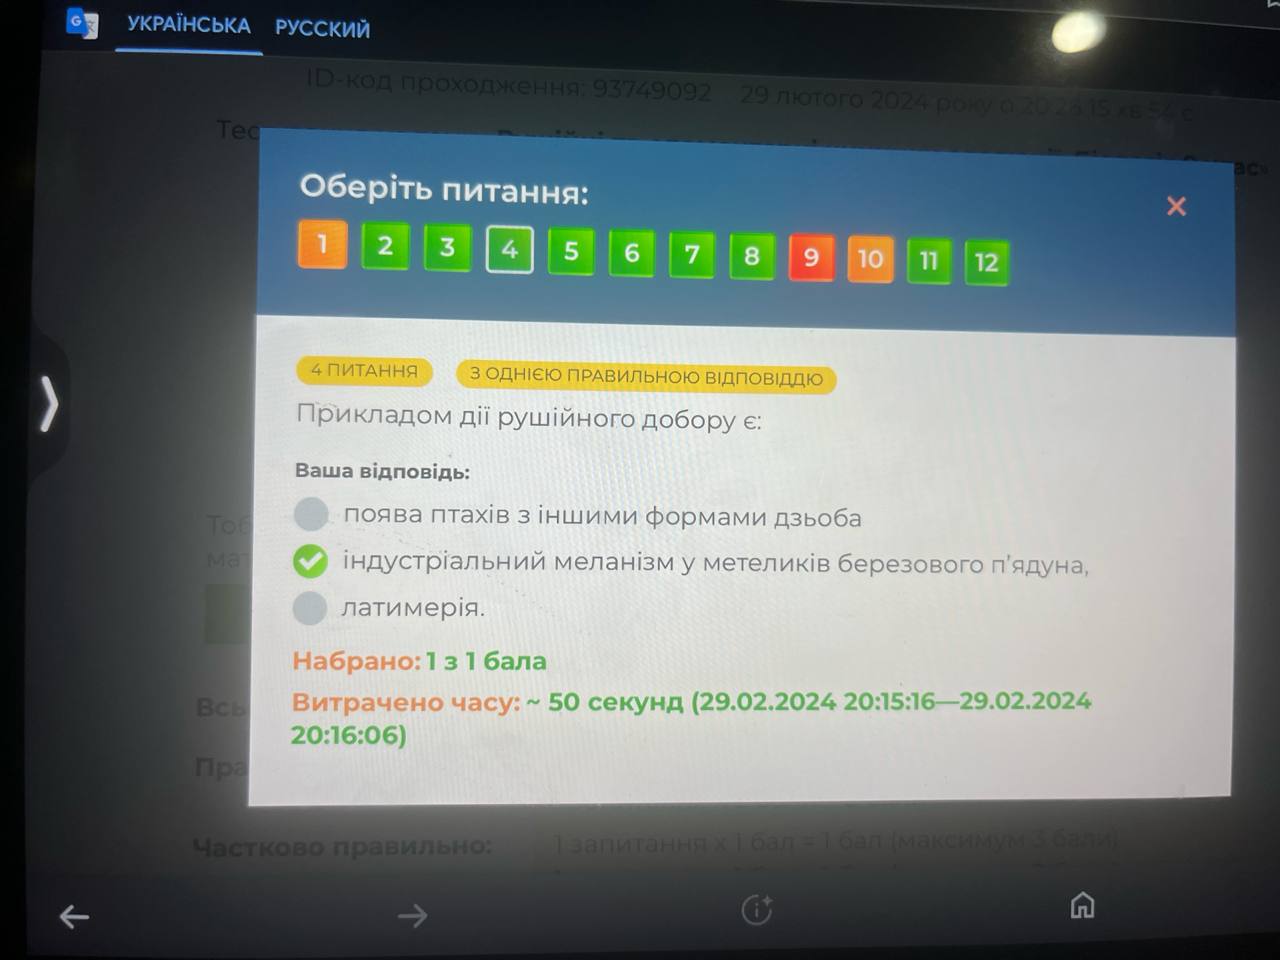 УКРАЇНСЬКА РУССКИЙ
ID-код проходження: 93749092 29 лютого 2024 року о 20:28 15 хв 54 с
Оберіть питання:
1 2 3 4 5 6 7 8 9 10 11 12
4 ПИТАННЯ З ОДНІЄЮ ПРАВИЛЬНОЮ ВІДПОВІДДЮ
Прикладом дії рушійного добору є:
Ваша відповідь:
поява птахів з іншими формами дзьоба
індустріальний меланізм у метеликів березового п'ядуна,
латимерія.
Набрано: 1 з 1 бала
Витрачено часу: ~ 50 секунд (29.02.2024 20:15:16—29.02.2024
20:16:06)
Частково правильно: 1 запитання x 1 бал = 1 бал (максимум 3 бали)